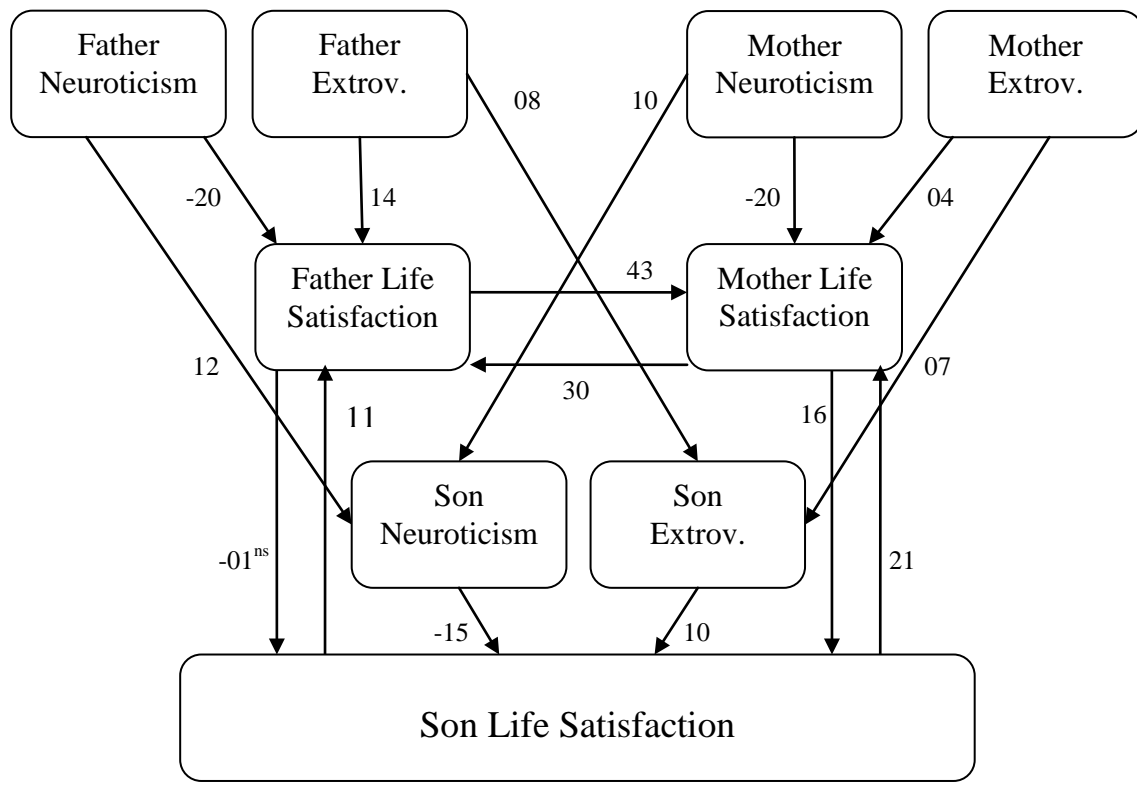 Father
Neuroticism
Father
Extrov.
Mother
Neuroticism
Mother
Extrov.
08
10
-20
14
-20
04
Father Life
Satisfaction
43
Mother Life
Satisfaction
12
30
07
11
16
Son
Neuroticism
Son
Extrov.
-01ns
21
-15
10
Son Life Satisfaction